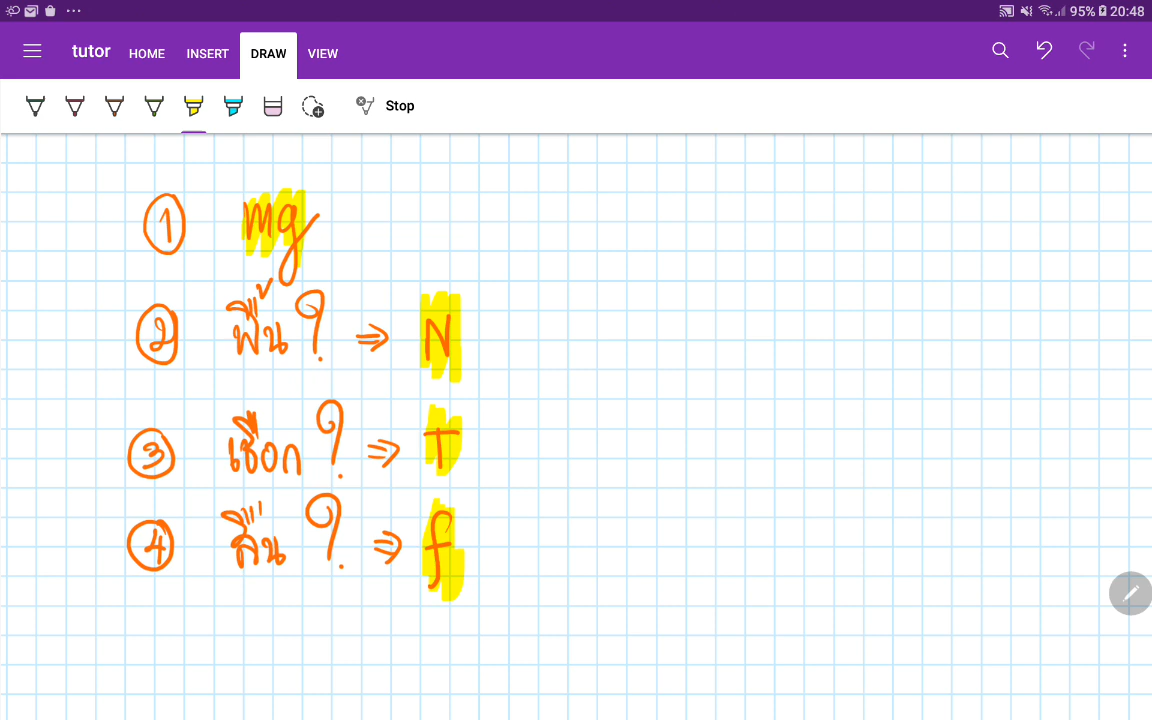 95% 20:48
tutor HOME INSERT DRAW VIEW
Stop
① mg
② พื้น? ⇒ N
③ เชือก? ⇒ T
④ ลื่น? ⇒ f